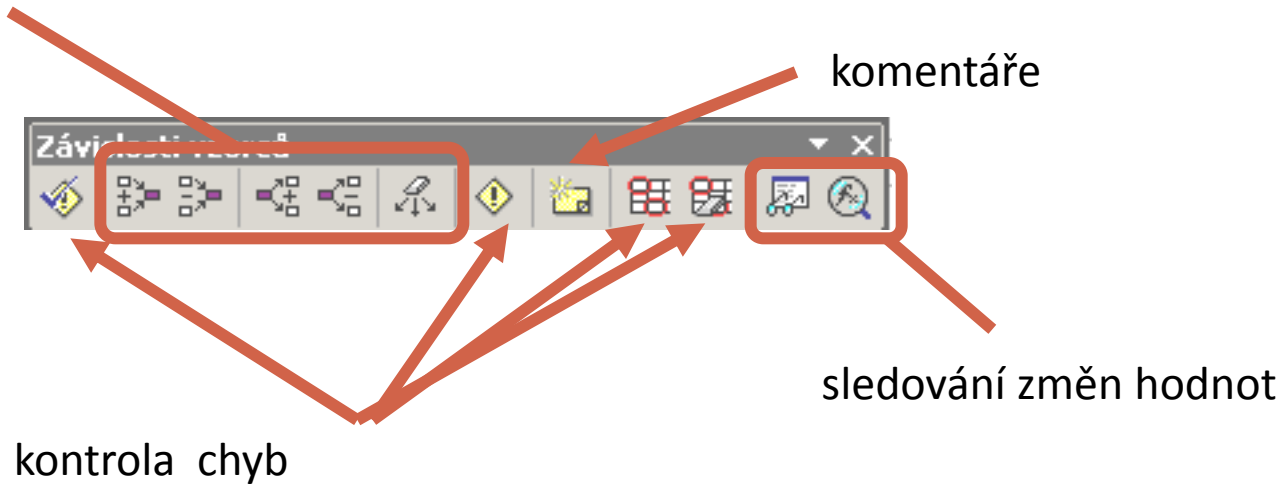 komentáře
Závislosti vzorců
sledování změn hodnot
kontrola chyb